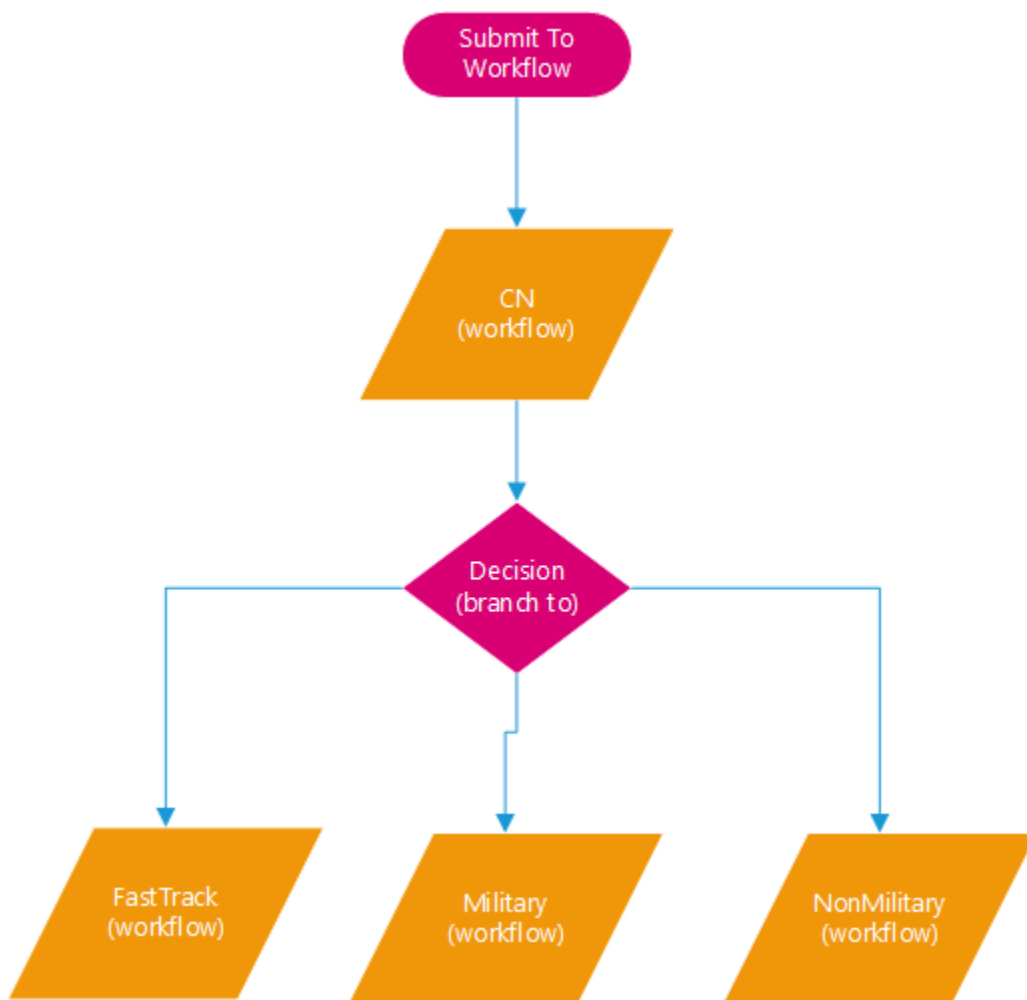 Submit To
Workflow
CN
(workflow)
Decision
(branch to)
FastTrack
(workflow)
Military
(workflow)
NonMilitary
(workflow)